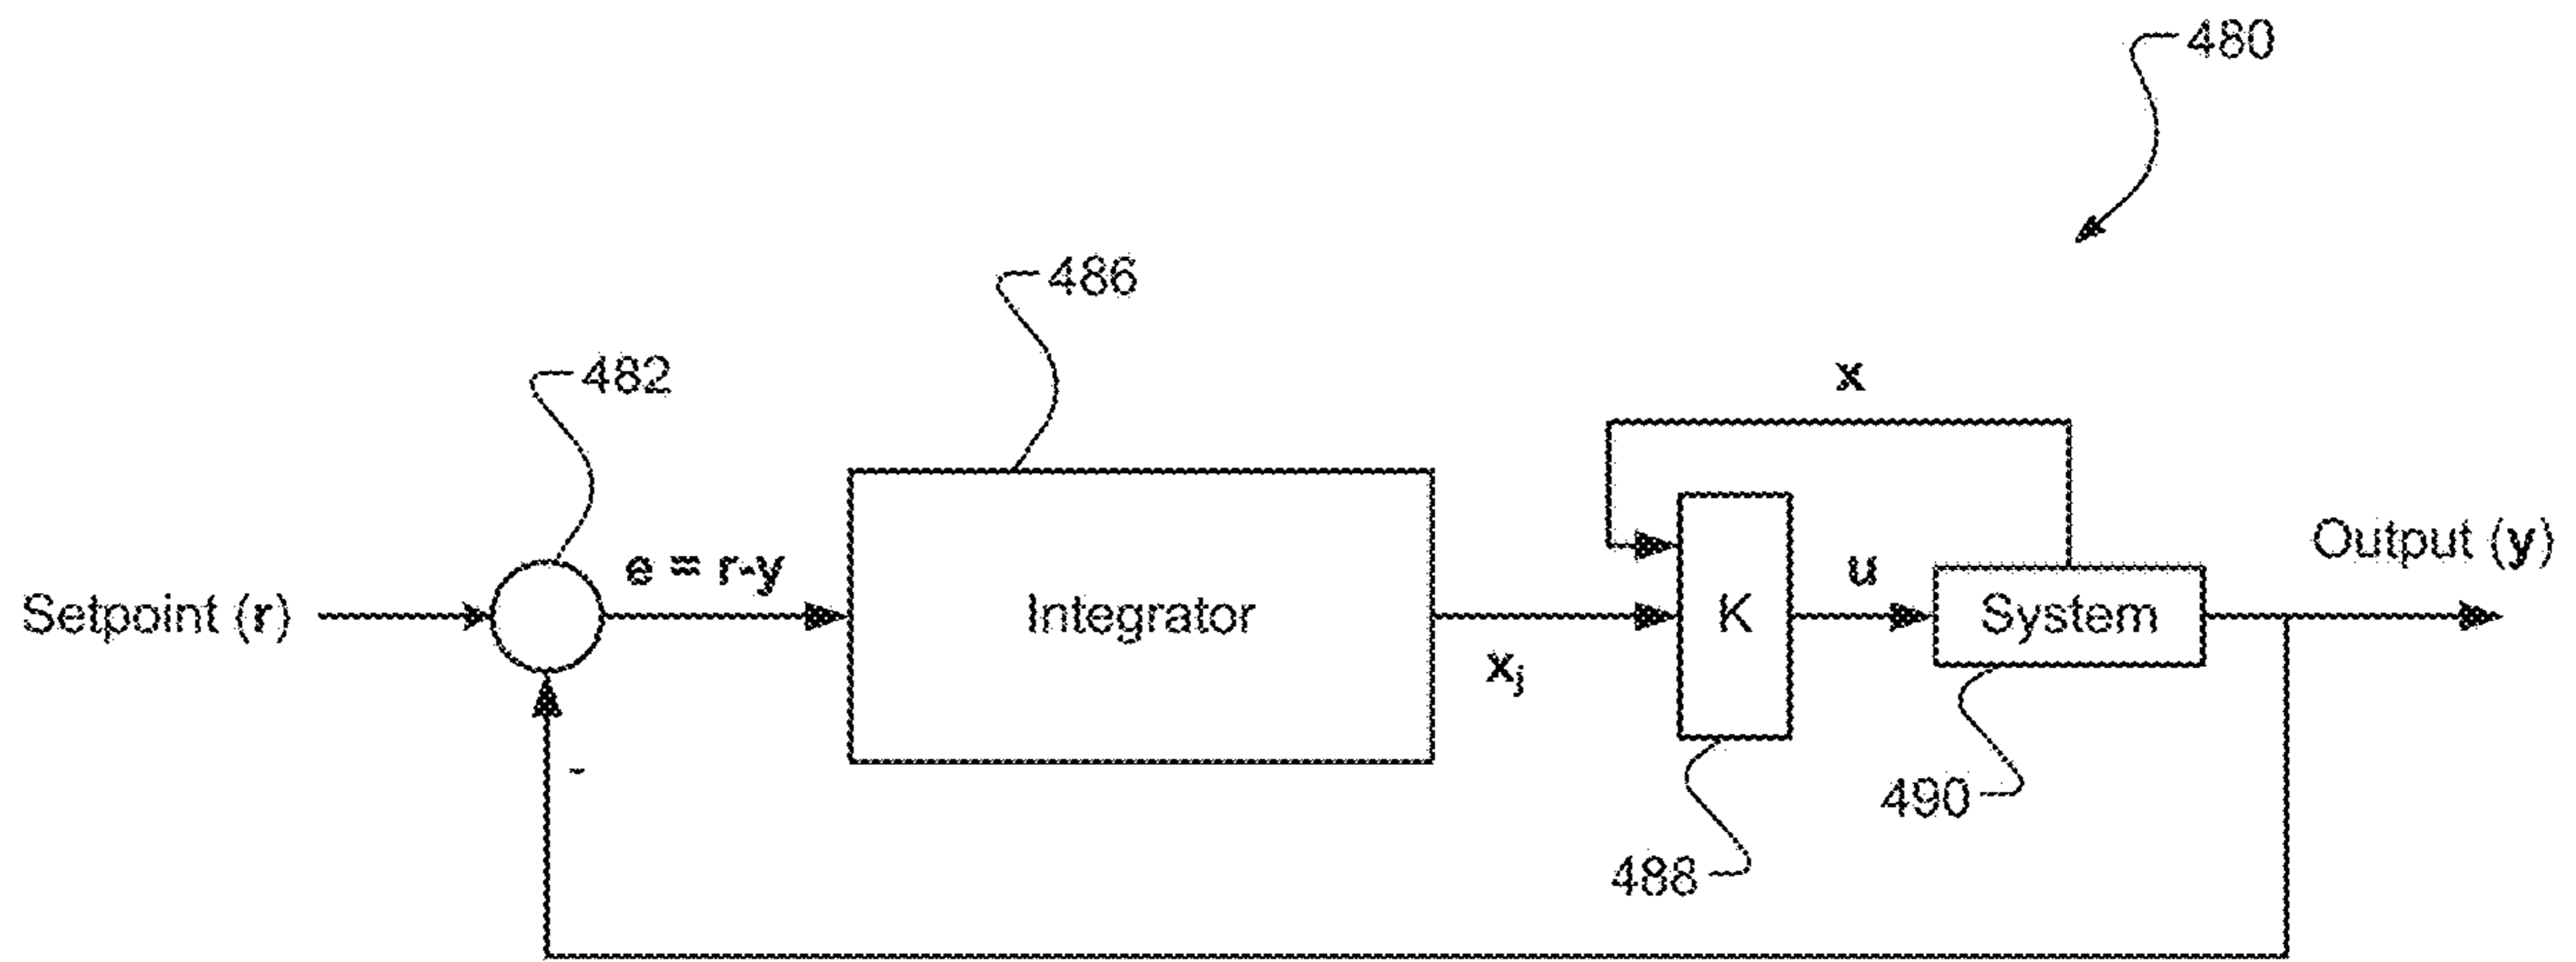 480
486
482
x
e = r-y
u
Output (y)
Setpoint (r)
Integrator
K
System
xj
-
490
488